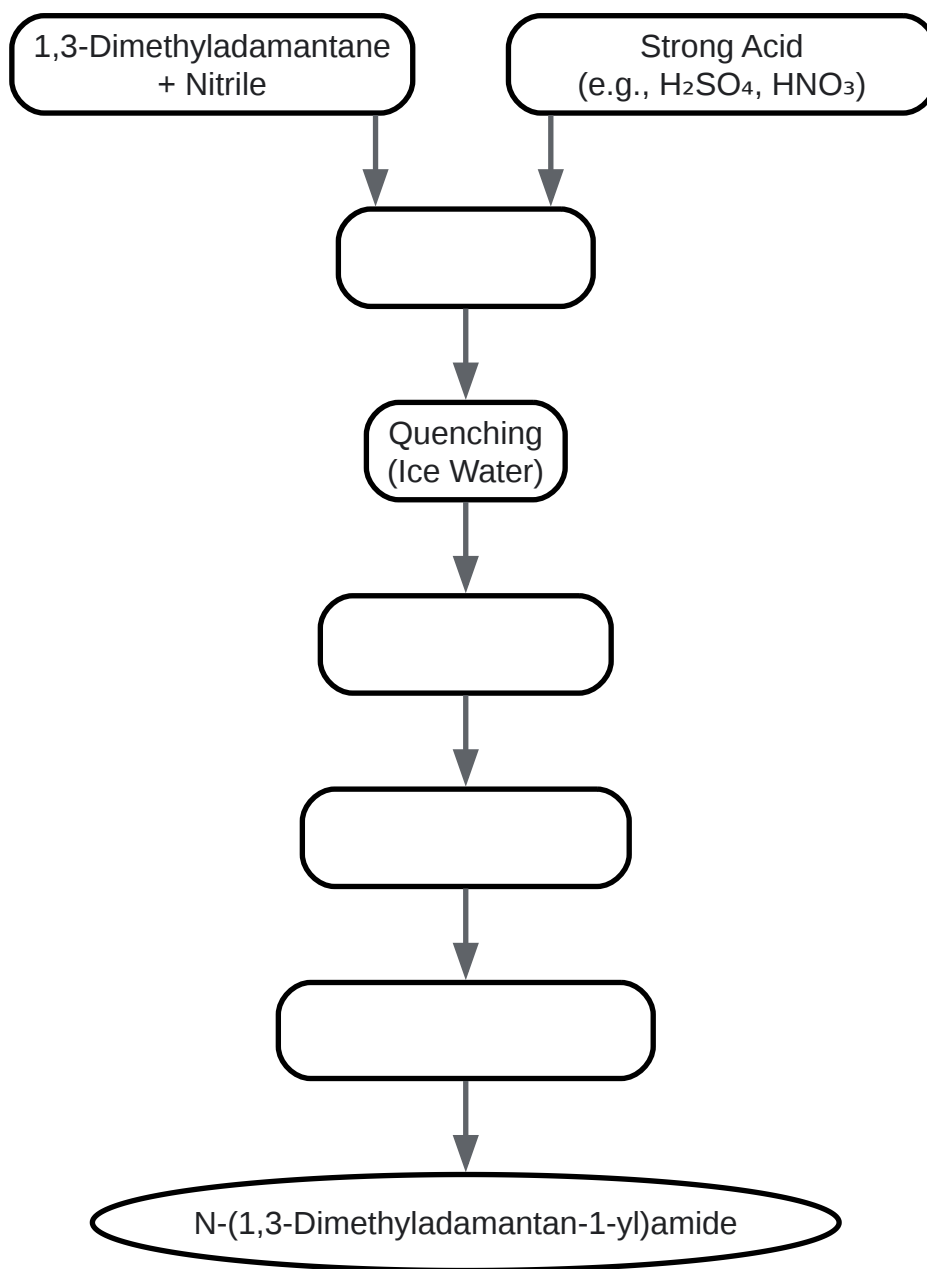 1,3-Dimethyladamantane
+ Nitrile
Strong Acid
(e.g., H₂SO₄, HNO₃)
Quenching
(Ice Water)
N-(1,3-Dimethyladamantan-1-yl)amide